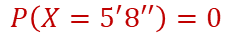 P(X = 5′8′′) = 0